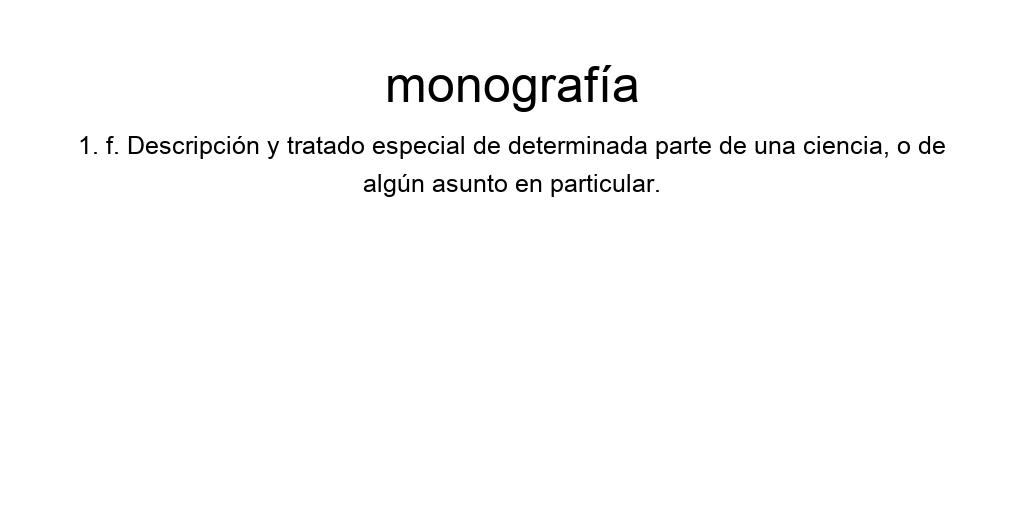 monografía
1. f. Descripción y tratado especial de determinada parte de una ciencia, o de
algún asunto en particular.